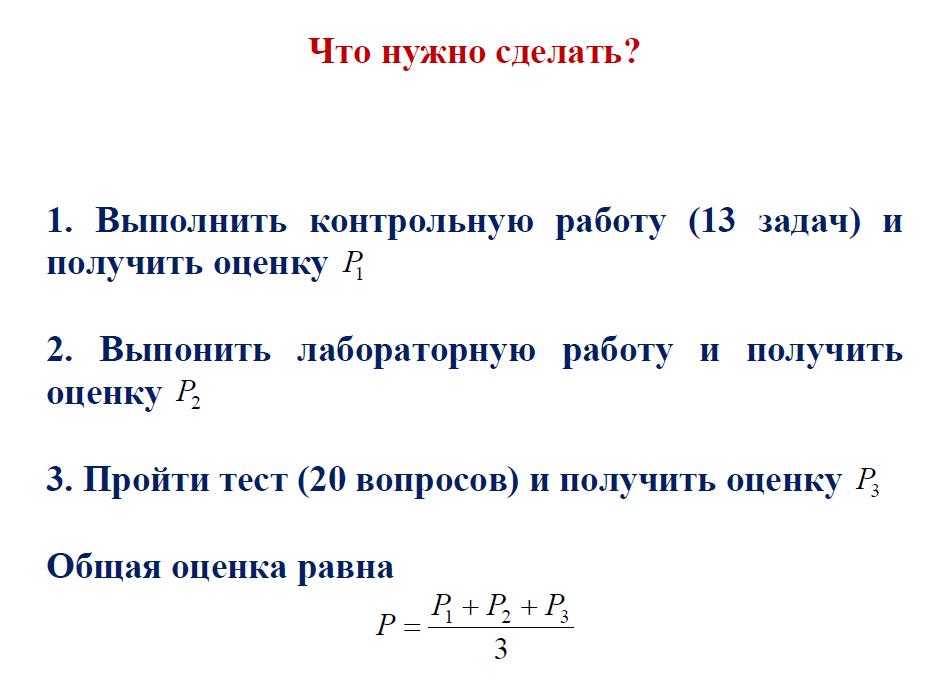 Что нужно сделать?
1. Выполнить контрольную работу (13 задач) и
получить оценку P₁
2. Выпонить лабораторную работу и получить
оценку P₂
3. Пройти тест (20 вопросов) и получить оценку P₃
Общая оценка равна
P = (P₁ + P₂ + P₃) / 3